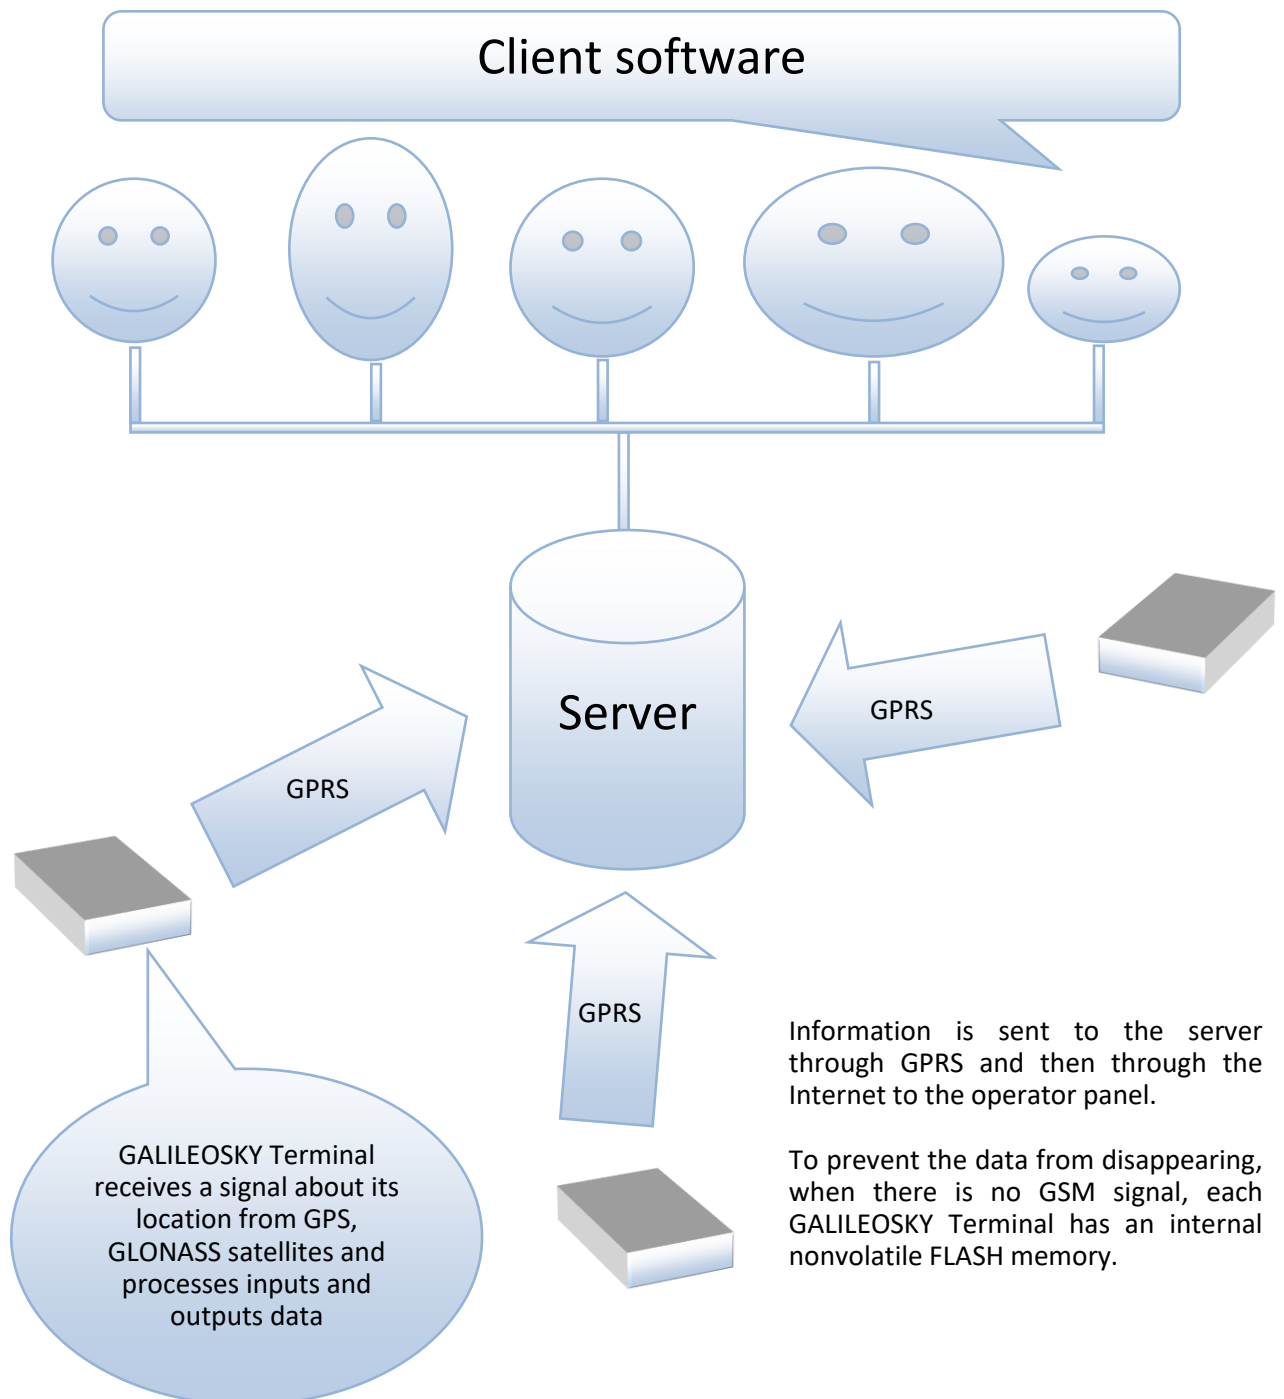 Client software
Server
GPRS
GPRS
GPRS
GALILEOSKY Terminal
receives a signal about its
location from GPS,
GLONASS satellites and
processes inputs and
outputs data
Information is sent to the server
through GPRS and then through the
Internet to the operator panel.
To prevent the data from disappearing,
when there is no GSM signal, each
GALILEOSKY Terminal has an internal
nonvolatile FLASH memory.